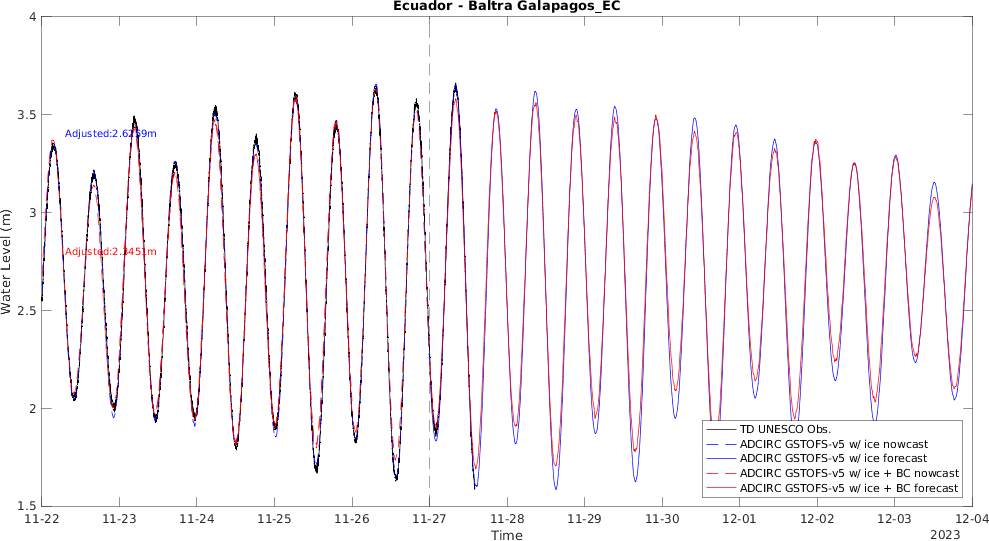 Ecuador - Baltra Galapagos_EC
4
3.5
3
2.5
2
1.5
Water Level (m)
Adjusted:2.6259m
Adjusted:2.3451m
TD UNESCO Obs.
ADCIRC GSTOFS-v5 w/ ice nowcast
ADCIRC GSTOFS-v5 w/ ice forecast
ADCIRC GSTOFS-v5 w/ ice + BC nowcast
ADCIRC GSTOFS-v5 w/ ice + BC forecast
11-22 11-23 11-24 11-25 11-26 11-27 11-28 11-29 11-30 12-01 12-02 12-03 12-04
Time
2023